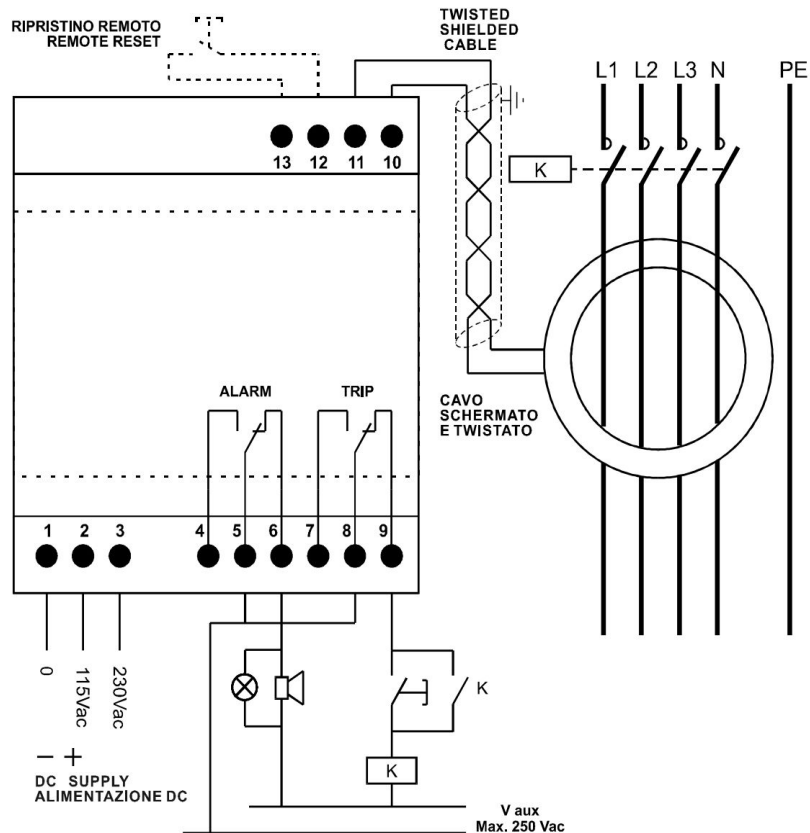 RIPRISTINO REMOTO
REMOTE RESET
TWISTED
SHIELDED
CABLE
L1 L2 L3 N PE
13 12 11 10
K
ALARM TRIP
CAVO
SCHERMATO
E TWISTATO
1 2 3 4 5 6 7 8 9
0
115Vac
230Vac
K
K
— +
DC SUPPLY
ALIMENTAZIONE DC
V aux
Max. 250 Vac